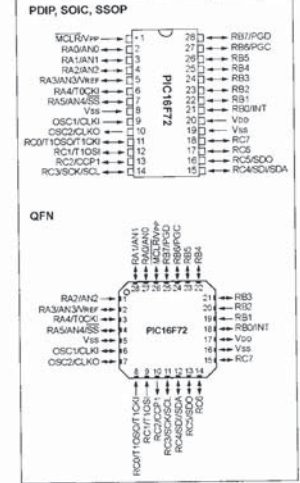 PDIP, SOIC, SSOP
MCLR/VPP 1 28 RB7/PGD
RA0/AN0 2 27 RB6/PGC
RA1/AN1 3 26 RB5
RA2/AN2 4 25 RB4
RA3/AN3/VREF 5 24 RB3
RA4/T0CKI 6 23 RB2
RA5/AN4/SS 7 22 RB1
VSS 8 21 RB0/INT
OSC1/CLKI 9 20 VDD
OSC2/CLKO 10 19 VSS
RC0/T1OSO/T1CKI 11 18 RC7
RC1/T1OSI 12 17 RC6
RC2/CCP1 13 16 RC5/SDO
RC3/SCK/SCL 14 15 RC4/SDI/SDA
PIC16F72
QFN
RA1/AN1 RA0/AN0 MCLR/VPP RB7/PGD RB6/PGC RB5 RB4
28 27 26 25 24 23 22
RA2/AN2 1 21 RB3
RA3/AN3/VREF 2 20 RB2
RA4/T0CKI 3 19 RB1
RA5/AN4/SS 4 PIC16F72 18 RB0/INT
VSS 5 17 VDD
OSC1/CLKI 6 16 VSS
OSC2/CLKO 7 15 RC7
8 9 10 11 12 13 14
RC0/T1OSO/T1CKI RC1/T1OSI RC2/CCP1 RC3/SCK/SCL RC4/SDI/SDA RC5/SDO RC6